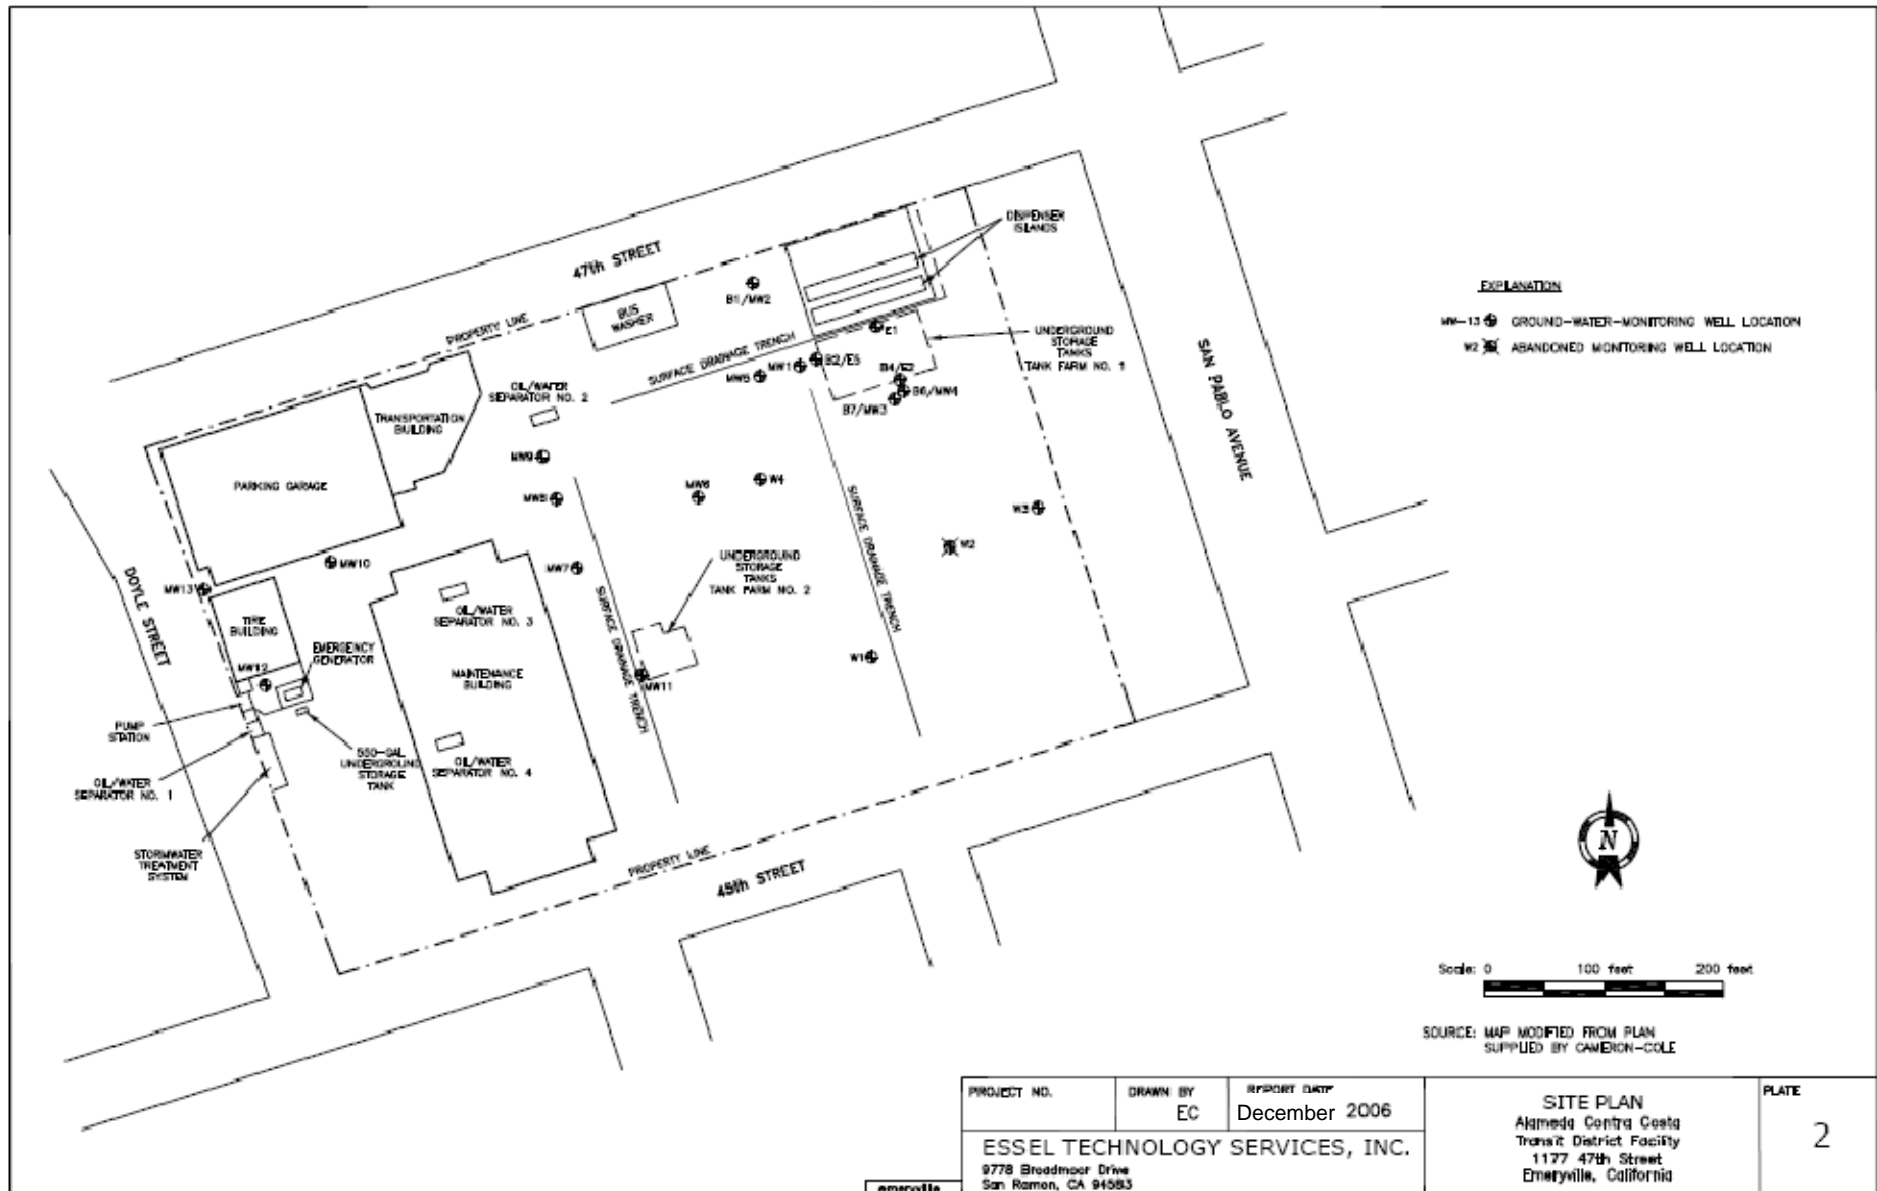 47th STREET
PROPERTY LINE
BUS
WASHER
B1/MW2
DISPENSER
ISLANDS
E1
UNDERGROUND
STORAGE
TANKS
TANK FARM NO. 1
SURFACE DRAINAGE TRENCH
MW1
B2/E3
MW5
B4/E2
B6/MW4
B7/MW3
SAN PABLO AVENUE
EXPLANATION
MW-13 GROUND-WATER-MONITORING WELL LOCATION
W2 ABANDONED MONITORING WELL LOCATION
OIL/WATER
SEPARATOR NO. 2
TRANSPORTATION
BUILDING
PARKING GARAGE
MW9
MW8
MW6
W4
SURFACE DRAINAGE TRENCH
W3
W2
MW10
MW7
UNDERGROUND
STORAGE
TANKS
TANK FARM NO. 2
DOYLE STREET
MW13
TIRE
BUILDING
EMERGENCY
GENERATOR
MW12
OIL/WATER
SEPARATOR NO. 3
MAINTENANCE
BUILDING
SURFACE DRAINAGE TRENCH
MW11
W1
PUMP
STATION
OIL/WATER
SEPARATOR NO. 1
550-GAL
UNDERGROUND
STORAGE
TANK
OIL/WATER
SEPARATOR NO. 4
STORMWATER
TREATMENT
SYSTEM
PROPERTY LINE
45th STREET
N
Scale: 0 100 feet 200 feet
SOURCE: MAP MODIFIED FROM PLAN
SUPPLIED BY CAMERON-COLE
PROJECT NO.
DRAWN BY
EC
REPORT DATE
December 2006
ESSEL TECHNOLOGY SERVICES, INC.
9778 Broadmoor Drive
San Ramon, CA 94583
emeryville
SITE PLAN
Alameda Contra Costa
Transit District Facility
1177 47th Street
Emeryville, California
PLATE
2